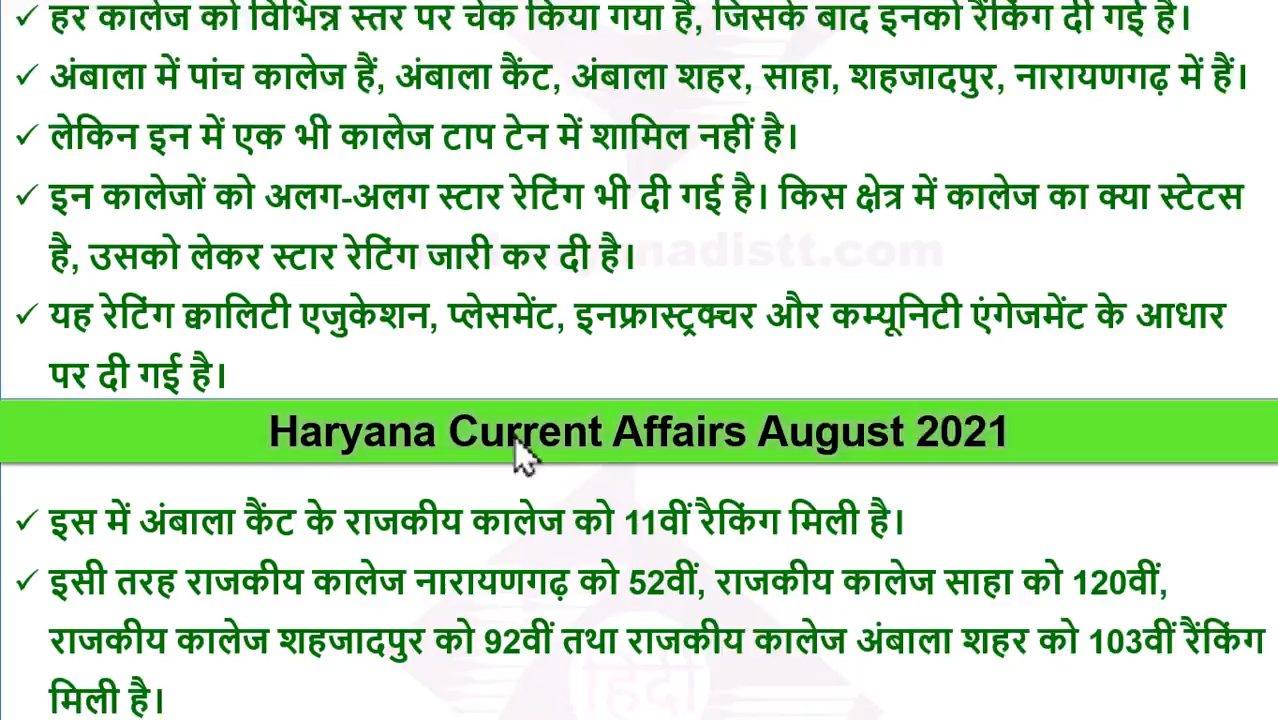 ✓ हर कालेज को विभिन्न स्तर पर चेक किया गया है, जिसके बाद इनको रैंकिंग दी गई है।
✓ अंबाला में पांच कालेज हैं, अंबाला कैंट, अंबाला शहर, साहा, शहजादपुर, नारायणगढ़ में हैं।
✓ लेकिन इन में एक भी कालेज टाप टेन में शामिल नहीं है।
✓ इन कालेजों को अलग-अलग स्टार रेटिंग भी दी गई है। किस क्षेत्र में कालेज का क्या स्टेटस
है, उसको लेकर स्टार रेटिंग जारी कर दी है।
✓ यह रेटिंग क्वालिटी एजुकेशन, प्लेसमेंट, इनफ्रास्ट्रक्चर और कम्यूनिटी एंगेजमेंट के आधार
पर दी गई है।
Haryana Current Affairs August 2021
✓ इस में अंबाला कैंट के राजकीय कालेज को 11वीं रैकिंग मिली है।
✓ इसी तरह राजकीय कालेज नारायणगढ़ को 52वीं, राजकीय कालेज साहा को 120वीं,
राजकीय कालेज शहजादपुर को 92वीं तथा राजकीय कालेज अंबाला शहर को 103वीं रैंकिंग
मिली है।
हिंदी